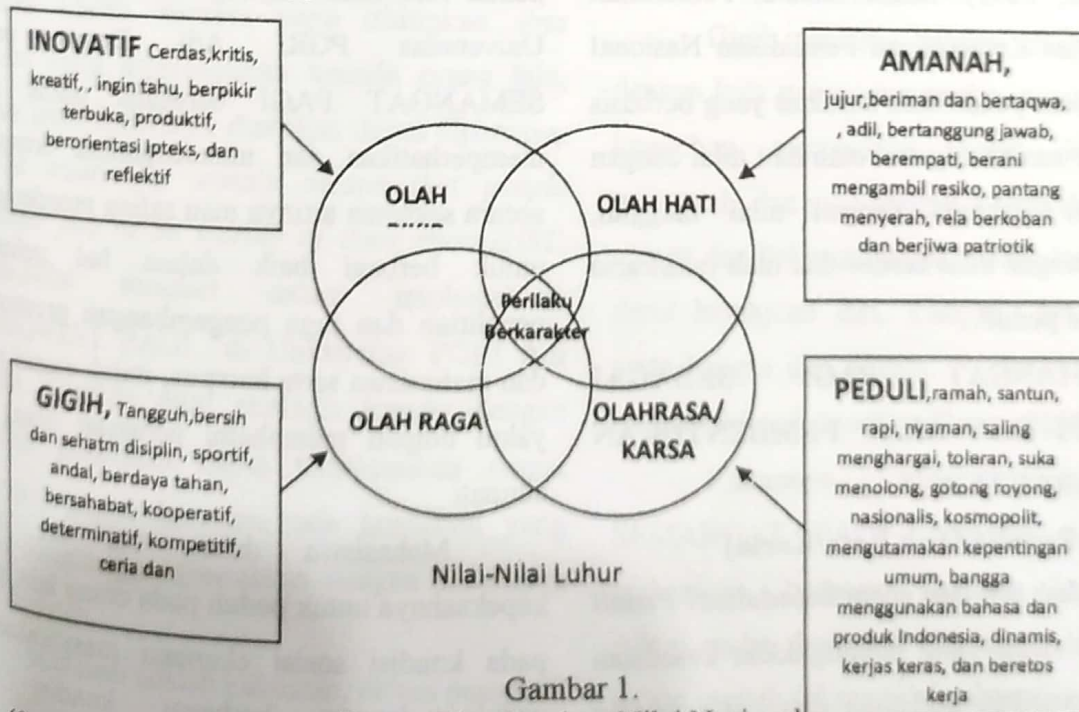 INOVATIF Cerdas,kritis,
kreatif,, ingin tahu, berpikir
terbuka, produktif,
berorientasi Ipteks, dan
reflektif
AMANAH,
jujur,beriman dan bertaqwa,
, adil, bertanggung jawab,
berempati, berani
mengambil resiko, pantang
menyerah, rela berkoban
dan berjiwa patriotik
OLAH
OLAH HATI
Perilaku
Berkarakter
OLAH RAGA
OLAHRASA/
KARSA
GIGIH, Tangguh,bersih
dan sehatm disiplin, sportif,
andal, berdaya tahan,
bersahabat, kooperatif,
determinatif, kompetitif,
ceria dan
PEDULI,ramah, santun,
rapi, nyaman, saling
menghargai, toleran, suka
menolong, gotong royong,
nasionalis, kosmopolit,
mengutamakan kepentingan
umum, bangga
menggunakan bahasa dan
produk Indonesia, dinamis,
kerjas keras, dan beretos
kerja
Nilai-Nilai Luhur
Gambar 1.